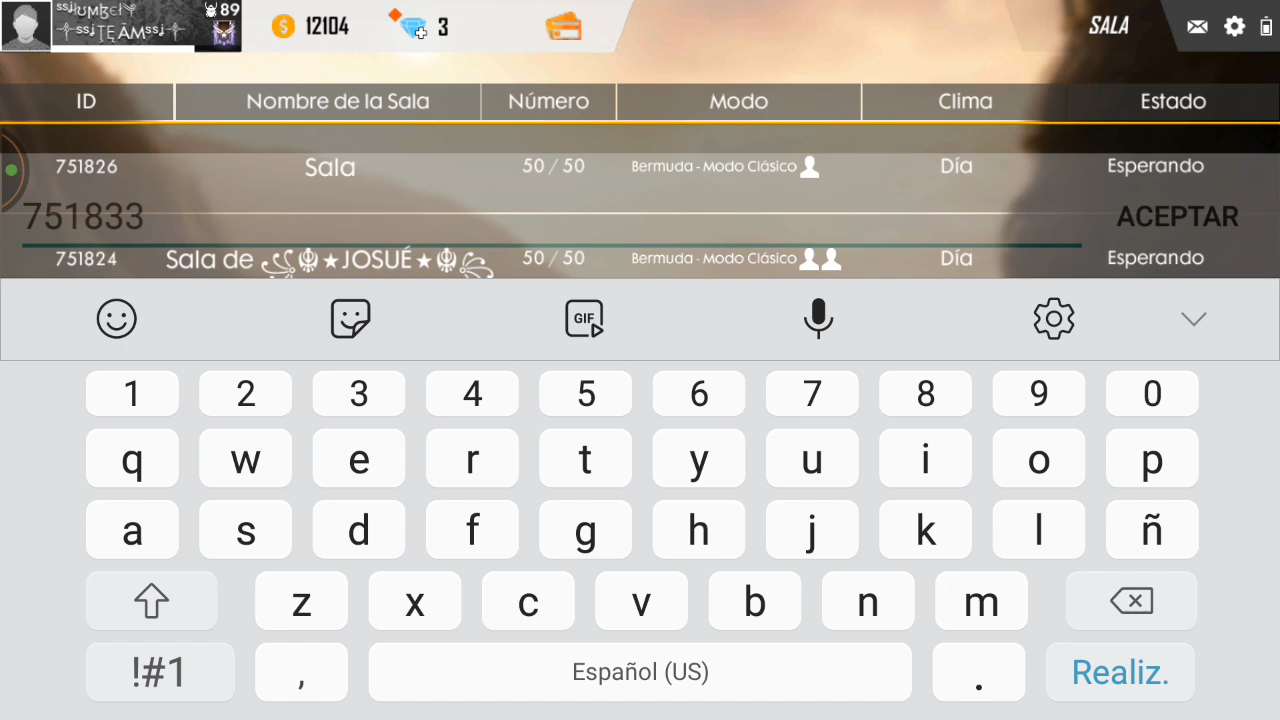 89 12104 3 SALA
ID Nombre de la Sala Número Modo Clima Estado
751826 Sala 50 / 50 Bermuda - Modo Clásico Día Esperando
751833 ACEPTAR
751824 Sala de ★JOSUÉ★ 50 / 50 Bermuda - Modo Clásico Día Esperando
GIF
1 2 3 4 5 6 7 8 9 0
q w e r t y u i o p
a s d f g h j k l ñ
z x c v b n m
!#1 , Español (US) . Realiz.